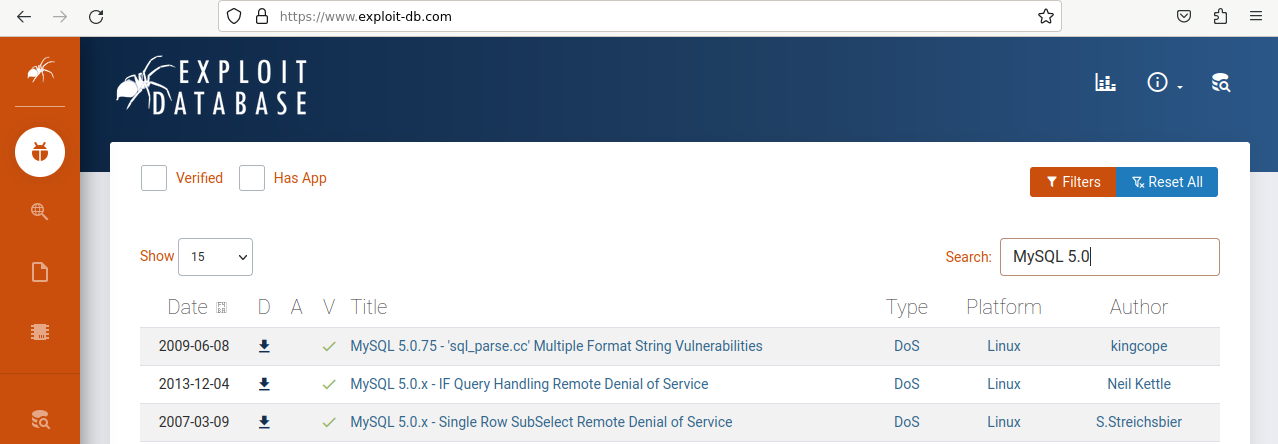 https://www.exploit-db.com
EXPLOIT
DATABASE
Verified Has App Filters Reset All
Show 15 Search: MySQL 5.0
Date D A V Title Type Platform Author
2009-06-08 MySQL 5.0.75 - 'sql_parse.cc' Multiple Format String Vulnerabilities DoS Linux kingcope
2013-12-04 MySQL 5.0.x - IF Query Handling Remote Denial of Service DoS Linux Neil Kettle
2007-03-09 MySQL 5.0.x - Single Row SubSelect Remote Denial of Service DoS Linux S.Streichsbier